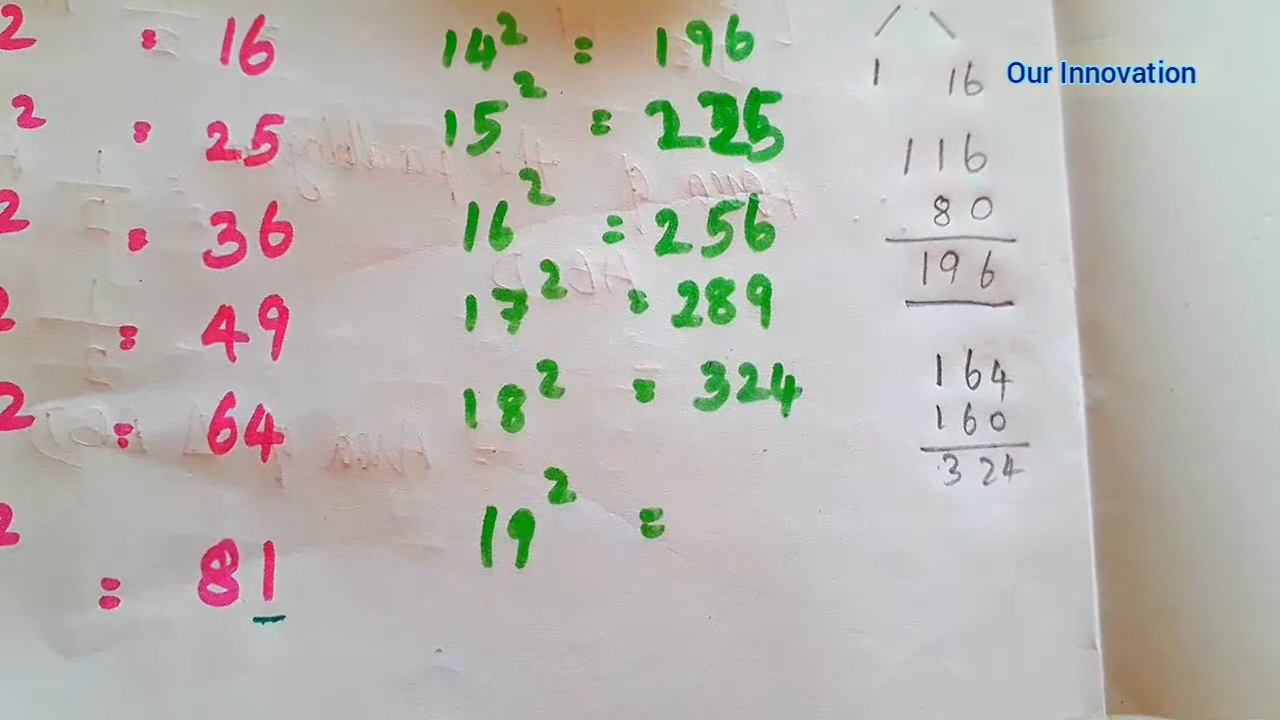 2 = 16
2 = 25
2 = 36
2 = 49
2 = 64
2 = 81
14² = 196
15² = 225
16² = 256
17² = 289
18² = 324
19² =
1 16
116
80
196
164
160
324
Our Innovation